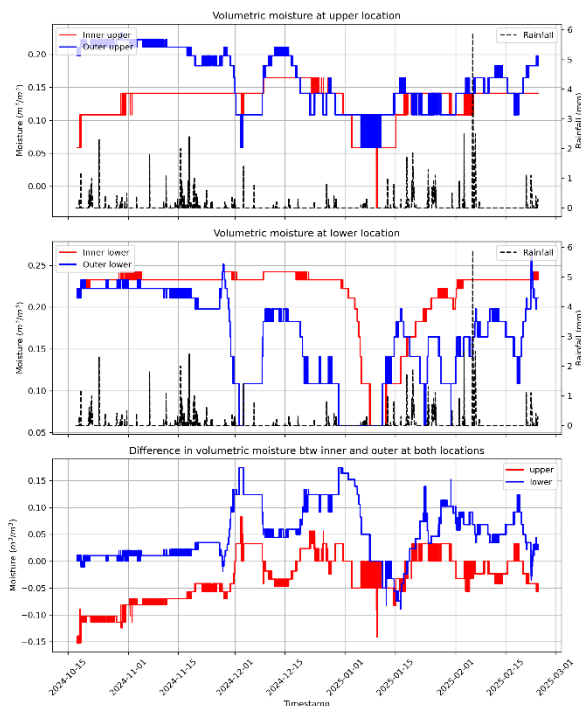 Volumetric moisture at upper location
Inner upper
Outer upper
Rainfall
Moisture (m³/m³)
0.20
0.15
0.10
0.05
0.00
Rainfall (mm)
6
5
4
3
2
1
0
Volumetric moisture at lower location
Inner lower
Outer lower
Rainfall
Moisture (m³/m³)
0.25
0.20
0.15
0.10
0.05
Rainfall (mm)
6
5
4
3
2
1
0
Difference in volumetric moisture btw inner and outer at both locations
upper
lower
Moisture (m³/m³)
0.15
0.10
0.05
0.00
−0.05
−0.10
−0.15
2024-10-15
2024-11-01
2024-11-15
2024-12-01
2024-12-15
2025-01-01
2025-01-15
2025-02-01
2025-02-15
2025-03-01
Timestamp